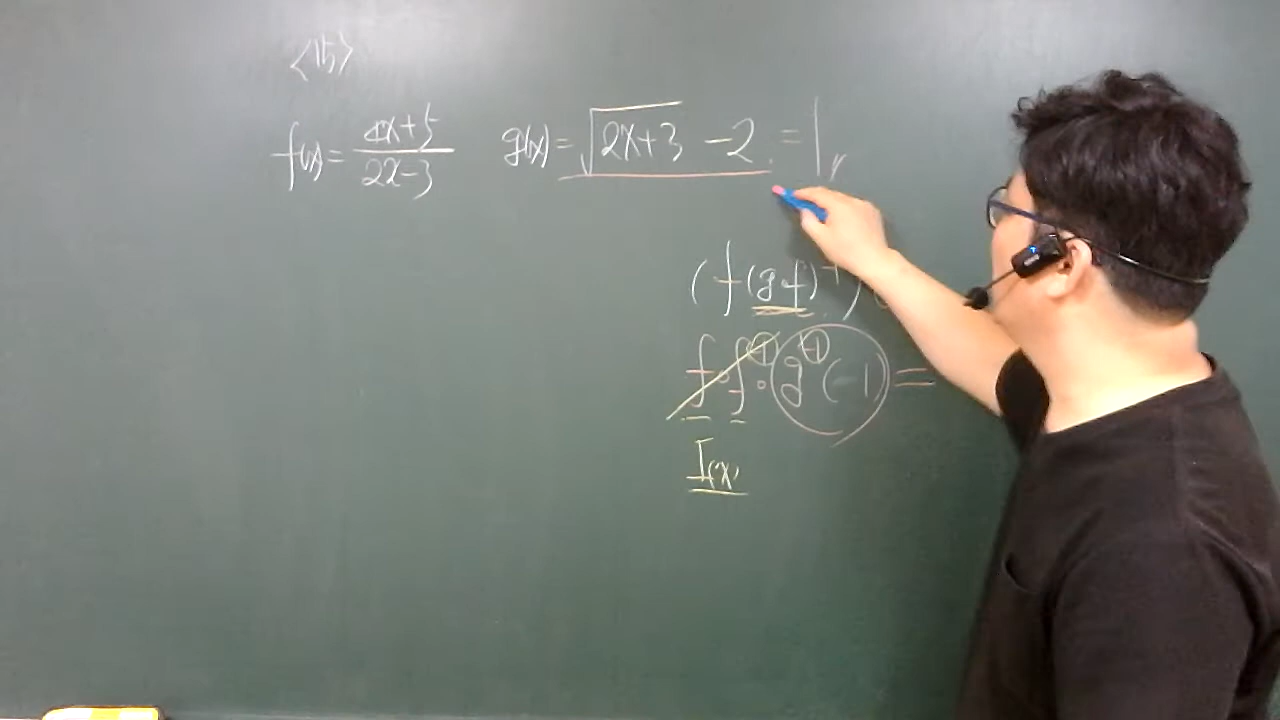 <15>
f(x) = (4x+5)/(2x-3) g(x) = √(2x+3) -2 = 1
(f(g f)⁻¹)
f∘f⁻¹∘g⁻¹(-1) =
I(x)